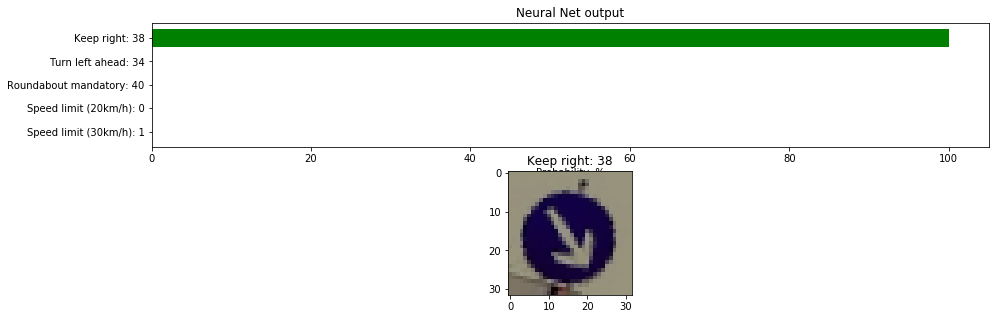 Neural Net output
Keep right: 38
Turn left ahead: 34
Roundabout mandatory: 40
Speed limit (20km/h): 0
Speed limit (30km/h): 1
0 20 40 60 80 100
Keep right: 38
Probability, %
0
10
20
30
0 10 20 30